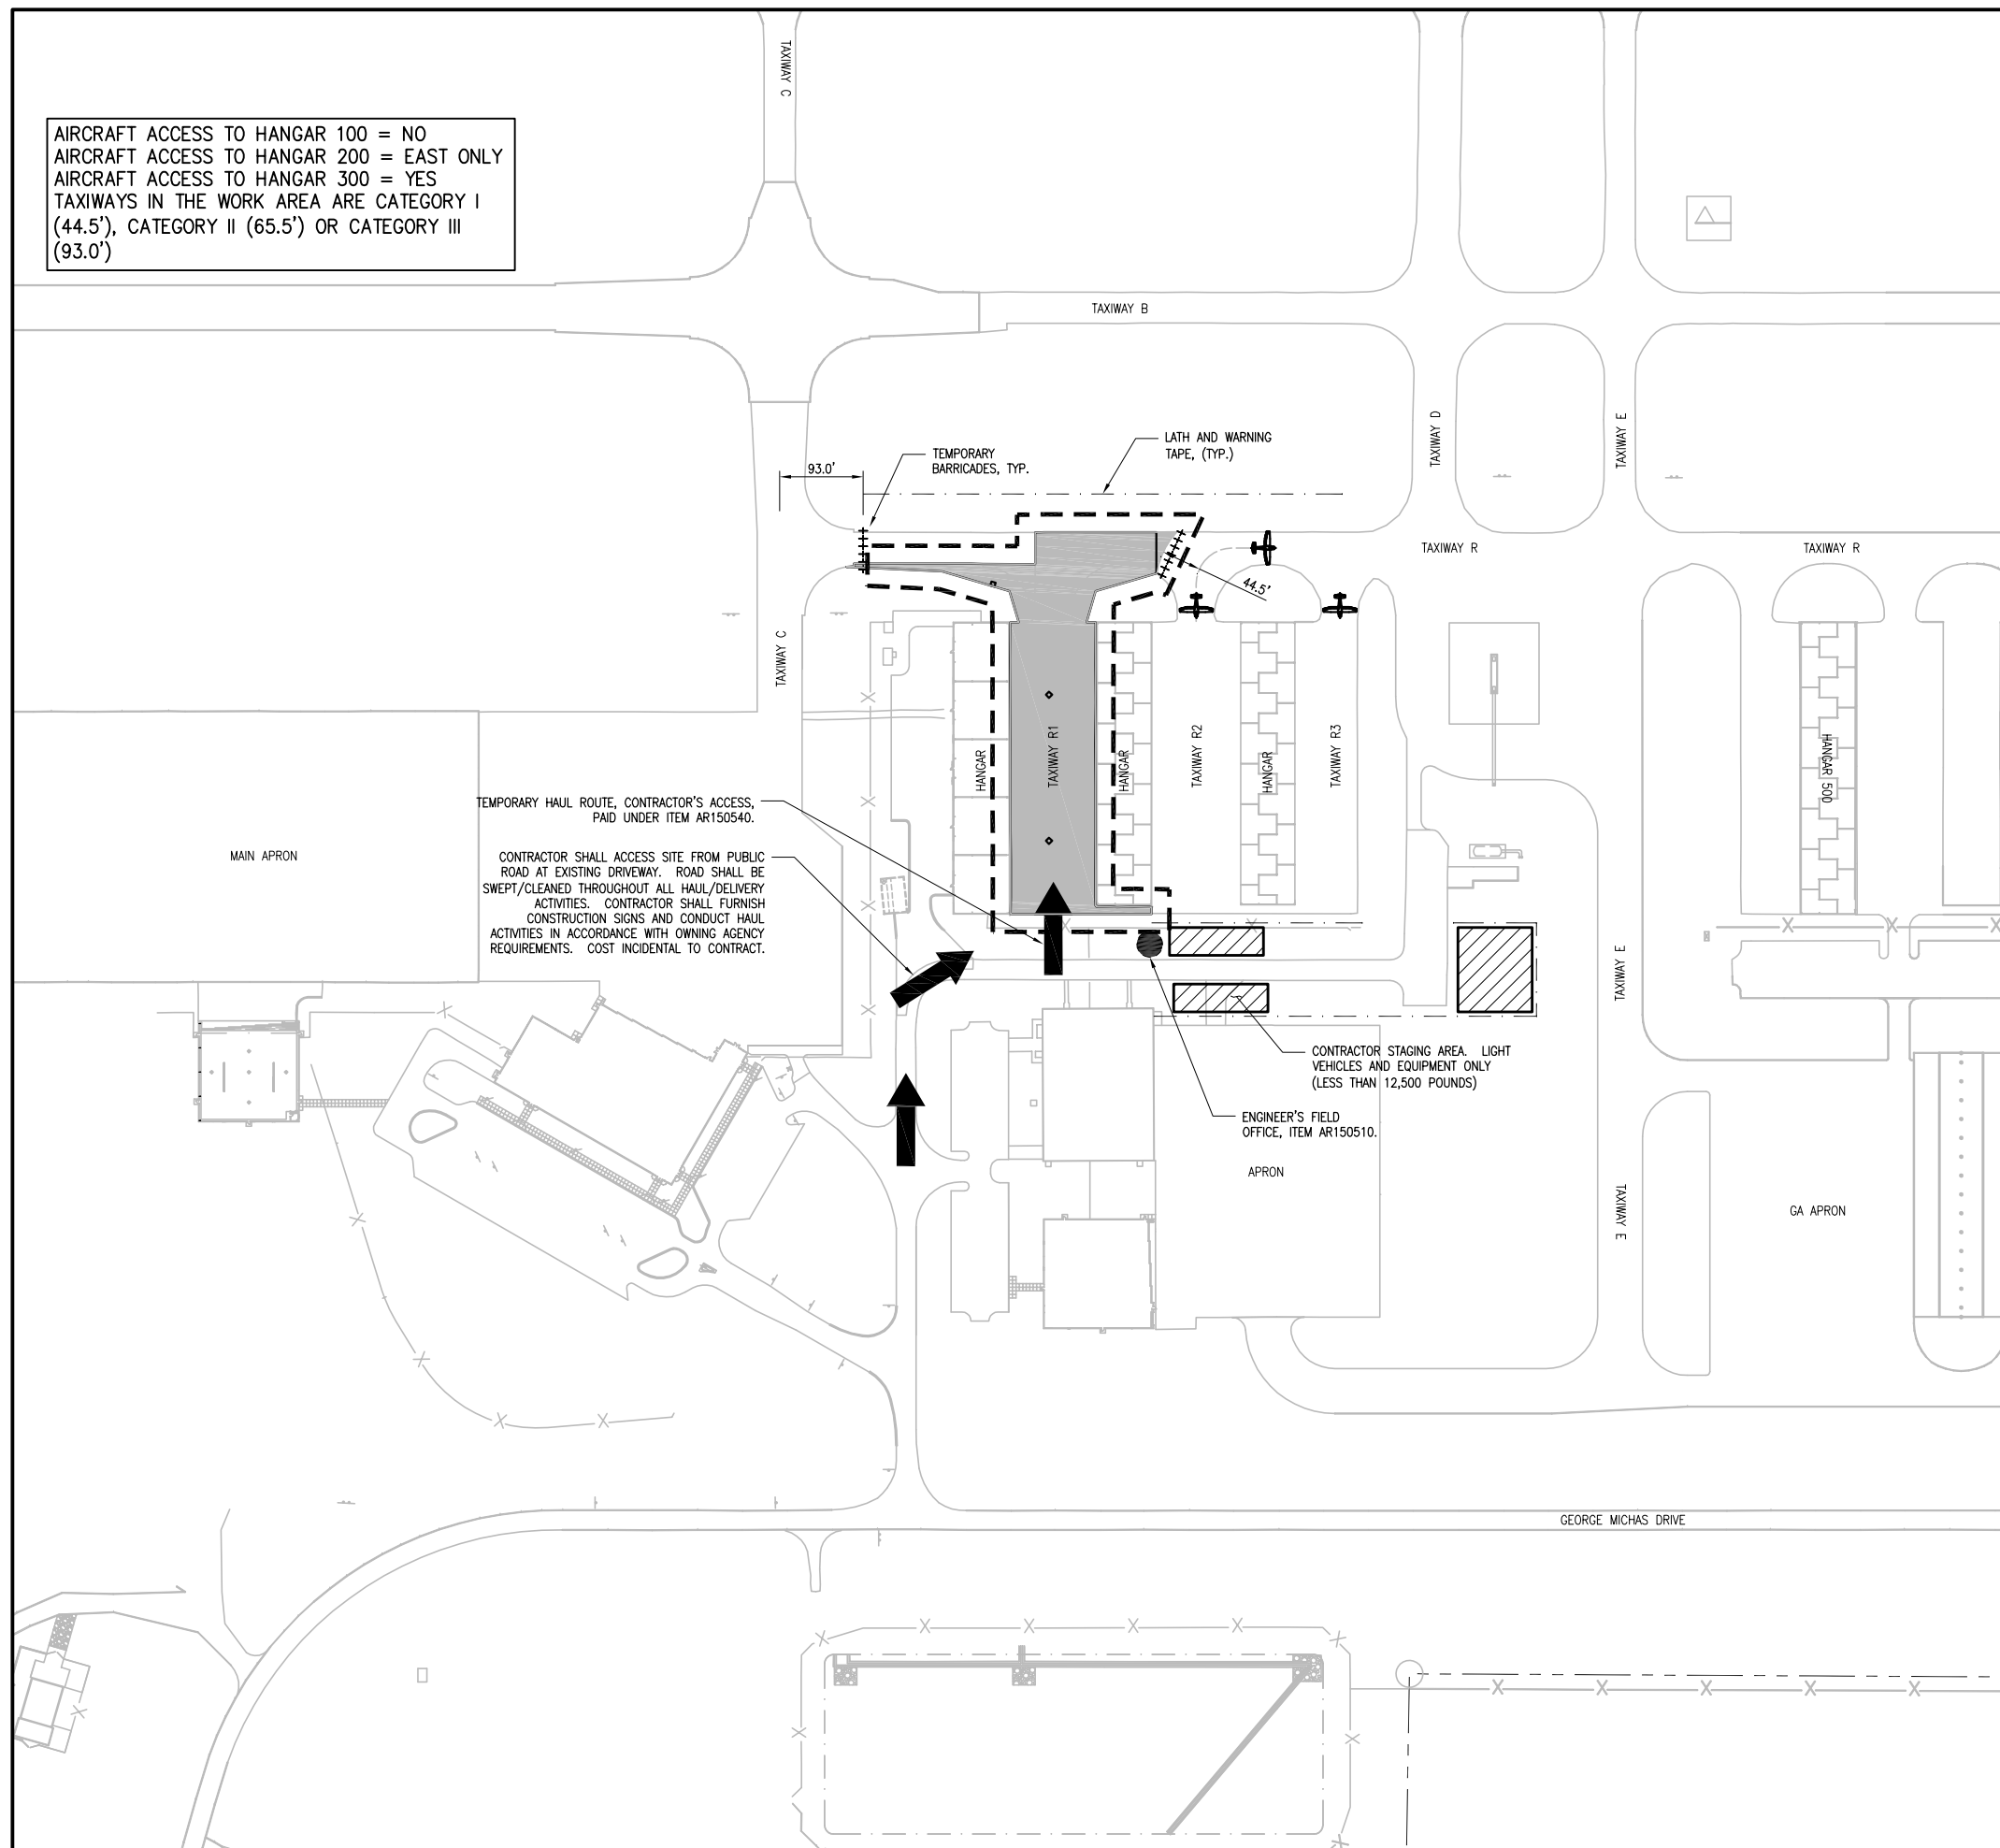 TAXIWAY C
AIRCRAFT ACCESS TO HANGAR 100 = NO
AIRCRAFT ACCESS TO HANGAR 200 = EAST ONLY
AIRCRAFT ACCESS TO HANGAR 300 = YES
TAXIWAYS IN THE WORK AREA ARE CATEGORY I
(44.5'), CATEGORY II (65.5') OR CATEGORY III
(93.0')
TAXIWAY B
TAXIWAY D
TAXIWAY E
LATH AND WARNING
TAPE, (TYP.)
TEMPORARY
BARRICADES, TYP.
93.0'
TAXIWAY R
TAXIWAY R
44.5'
TAXIWAY C
HANGAR
TAXIWAY R1
HANGAR
TAXIWAY R2
HANGAR
TAXIWAY R3
HANGAR 500
TEMPORARY HAUL ROUTE, CONTRACTOR'S ACCESS,
PAID UNDER ITEM AR150540.
MAIN APRON
CONTRACTOR SHALL ACCESS SITE FROM PUBLIC
ROAD AT EXISTING DRIVEWAY. ROAD SHALL BE
SWEPT/CLEANED THROUGHOUT ALL HAUL/DELIVERY
ACTIVITIES. CONTRACTOR SHALL FURNISH
CONSTRUCTION SIGNS AND CONDUCT HAUL
ACTIVITIES IN ACCORDANCE WITH OWNING AGENCY
REQUIREMENTS. COST INCIDENTAL TO CONTRACT.
TAXIWAY E
CONTRACTOR STAGING AREA. LIGHT
VEHICLES AND EQUIPMENT ONLY
(LESS THAN 12,500 POUNDS)
ENGINEER'S FIELD
OFFICE, ITEM AR150510.
APRON
TAXIWAY E
GA APRON
GEORGE MICHAS DRIVE